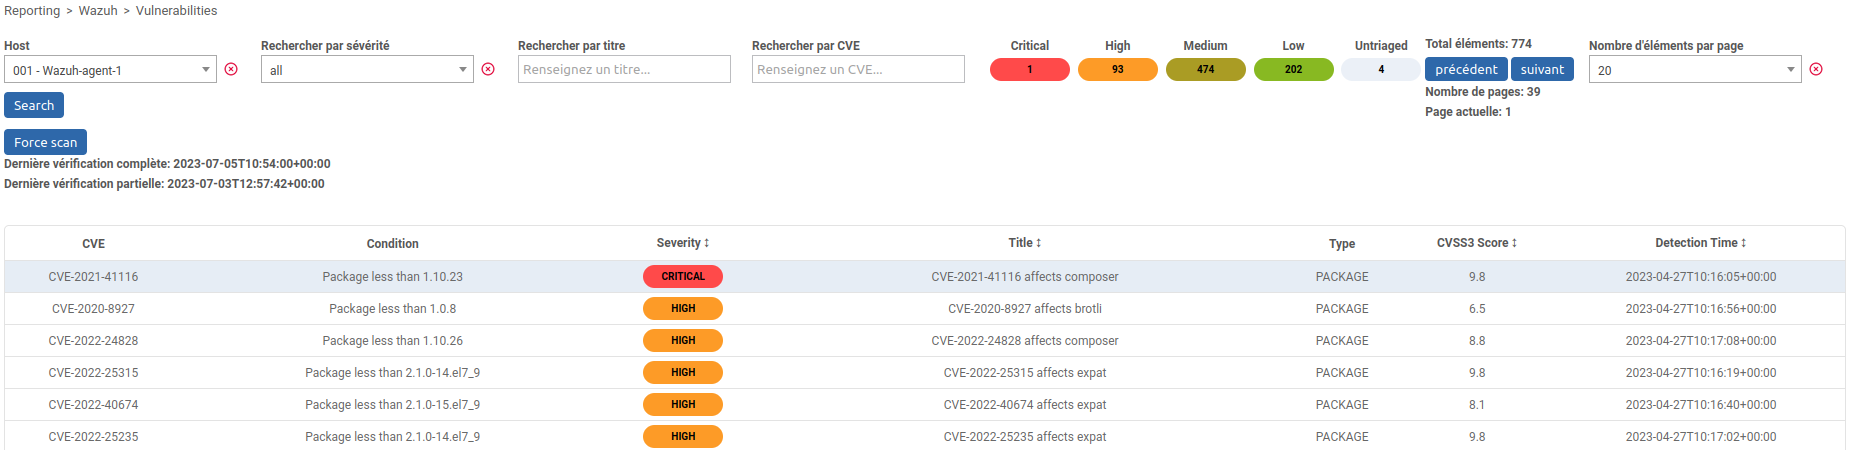 Reporting > Wazuh > Vulnerabilities
Host
Rechercher par sévérité
Rechercher par titre
Rechercher par CVE
Critical
High
Medium
Low
Untriaged
Total éléments: 774
Nombre d'éléments par page
001 - Wazuh-agent-1
all
Renseignez un titre...
Renseignez un CVE...
1
93
474
202
4
précédent
suivant
20
Nombre de pages: 39
Page actuelle: 1
Search
Force scan
Dernière vérification complète: 2023-07-05T10:54:00+00:00
Dernière vérification partielle: 2023-07-03T12:57:42+00:00
CVE Condition Severity ↕ Title ↕ Type CVSS3 Score ↕ Detection Time ↕
CVE-2021-41116 Package less than 1.10.23 CRITICAL CVE-2021-41116 affects composer PACKAGE 9.8 2023-04-27T10:16:05+00:00
CVE-2020-8927 Package less than 1.0.8 HIGH CVE-2020-8927 affects brotli PACKAGE 6.5 2023-04-27T10:16:56+00:00
CVE-2022-24828 Package less than 1.10.26 HIGH CVE-2022-24828 affects composer PACKAGE 8.8 2023-04-27T10:17:08+00:00
CVE-2022-25315 Package less than 2.1.0-14.el7_9 HIGH CVE-2022-25315 affects expat PACKAGE 9.8 2023-04-27T10:16:19+00:00
CVE-2022-40674 Package less than 2.1.0-15.el7_9 HIGH CVE-2022-40674 affects expat PACKAGE 8.1 2023-04-27T10:16:40+00:00
CVE-2022-25235 Package less than 2.1.0-14.el7_9 HIGH CVE-2022-25235 affects expat PACKAGE 9.8 2023-04-27T10:17:02+00:00